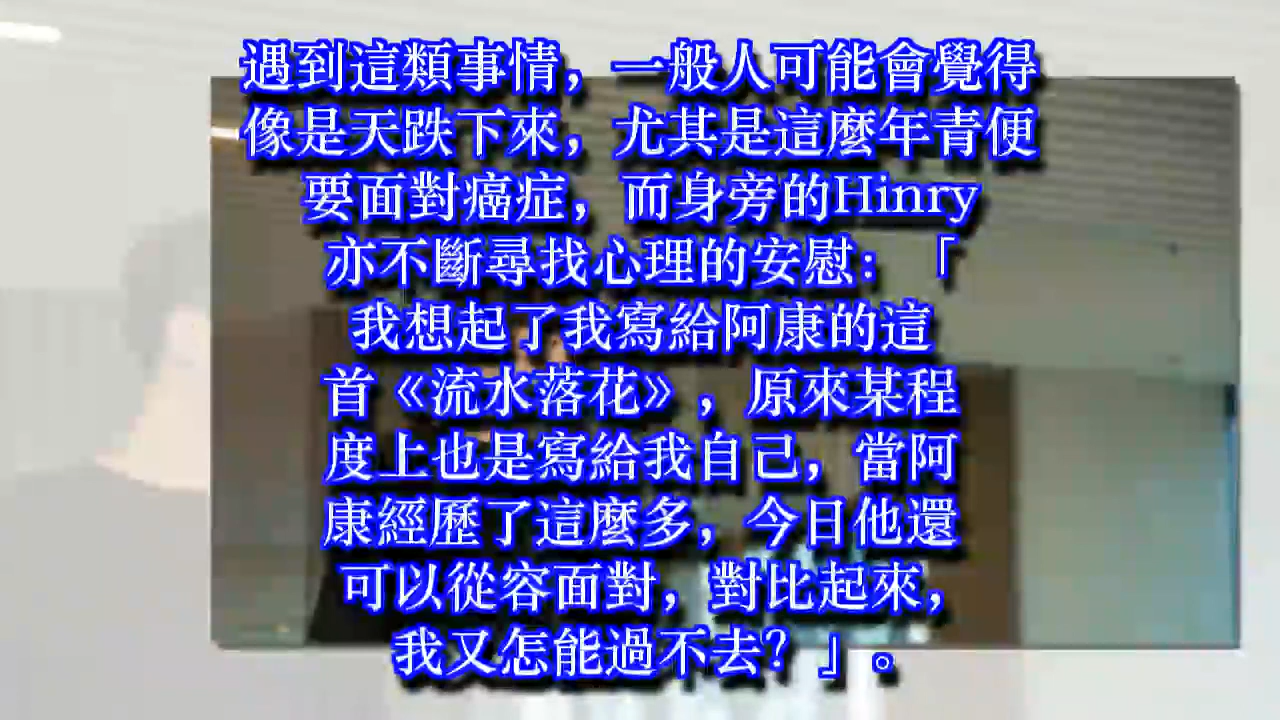 遇到這類事情，一般人可能會覺得
像是天跌下來，尤其是這麼年青便
要面對癌症，而身旁的Hinry
亦不斷尋找心理的安慰：「
我想起了我寫給阿康的這
首《流水落花》，原來某程
度上也是寫給我自己，當阿
康經歷了這麼多，今日他還
可以從容面對，對比起來，
我又怎能過不去？」。